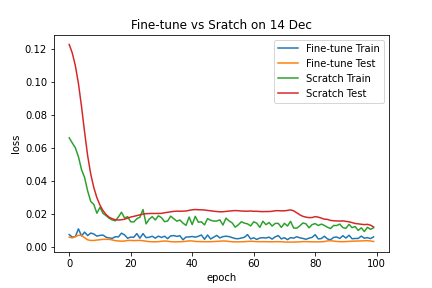 Fine-tune vs Sratch on 14 Dec
0.12
0.10
0.08
0.06
0.04
0.02
0.00
loss
Fine-tune Train
Fine-tune Test
Scratch Train
Scratch Test
0 20 40 60 80 100
epoch